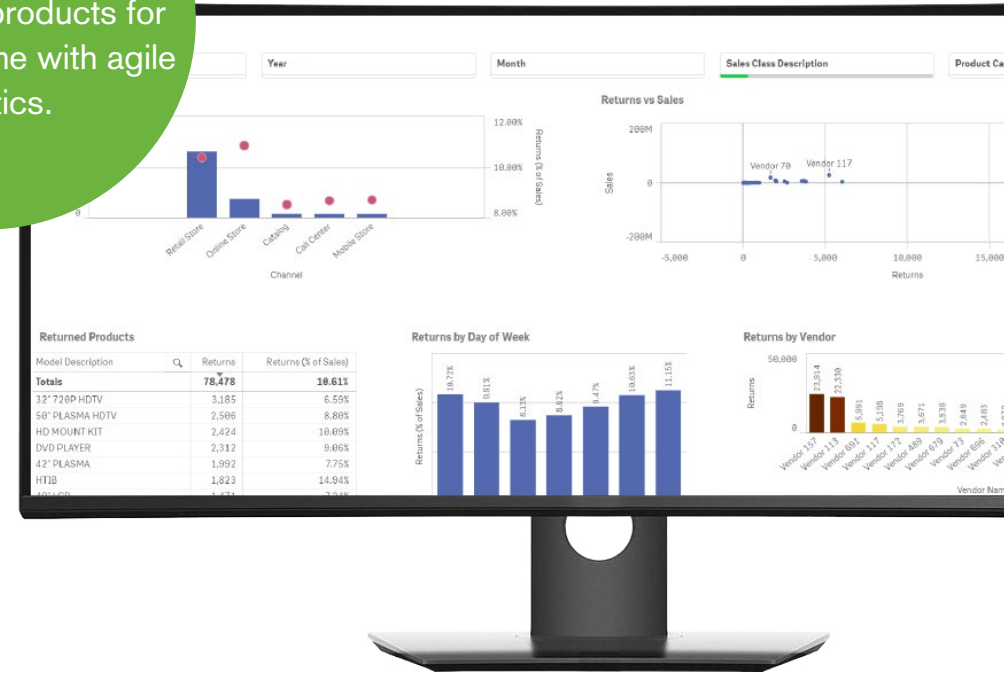 products for
me with agile
tics.
Year
Month
Sales Class Description
Product Ca
Returns vs Sales
12.00%
10.00%
8.00%
Returns (% of Sales)
0
Retail Store
Online Store
Catalog
Call Center
Mobile Store
Channel
200M
0
-200M
Sales
Vendor 70
Vendor 117
-5,000
0
5,000
10,000
15,000
Returns
Returned Products
Model Description
Returns
Returns (% of Sales)
Totals 78,478 10.61%
32" 720P HDTV 3,185 6.59%
50" PLASMA HDTV 2,506 8.80%
HD MOUNT KIT 2,424 10.09%
DVD PLAYER 2,312 9.06%
42" PLASMA 1,992 7.75%
HTIB 1,823 14.94%
Returns by Day of Week
Returns (% of Sales)
10.72%
9.91%
8.13%
8.82%
9.47%
10.63%
11.15%
Returns by Vendor
50,000
0
Returns
23,914
22,330
5,991
5,198
3,769
3,671
3,539
2,649
2,483
Vendor 157
Vendor 113
Vendor 691
Vendor 117
Vendor 172
Vendor 489
Vendor 679
Vendor 73
Vendor 696
Vendor 310
Vendor Nam